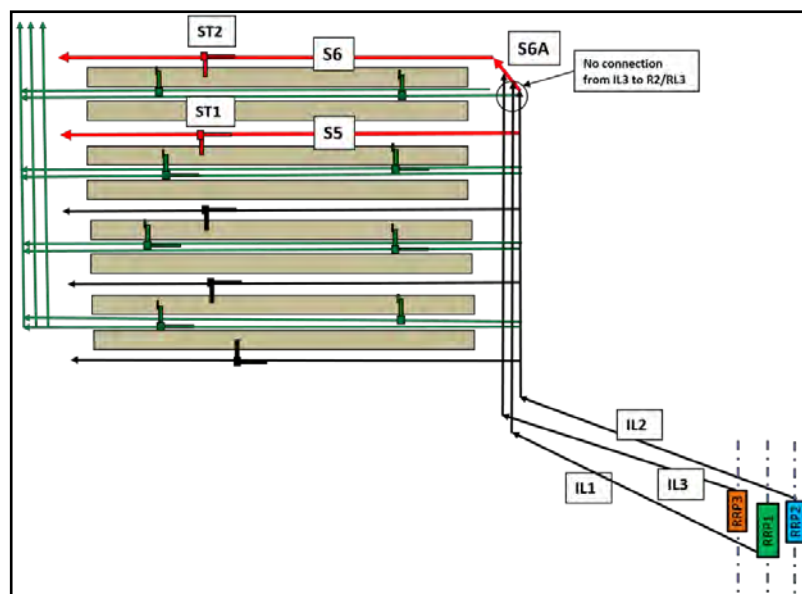 ST2
S6
S6A
No connection
from IL3 to R2/RL3
ST1
S5
IL2
IL3
IL1
RRP3
RRP1
RRP2